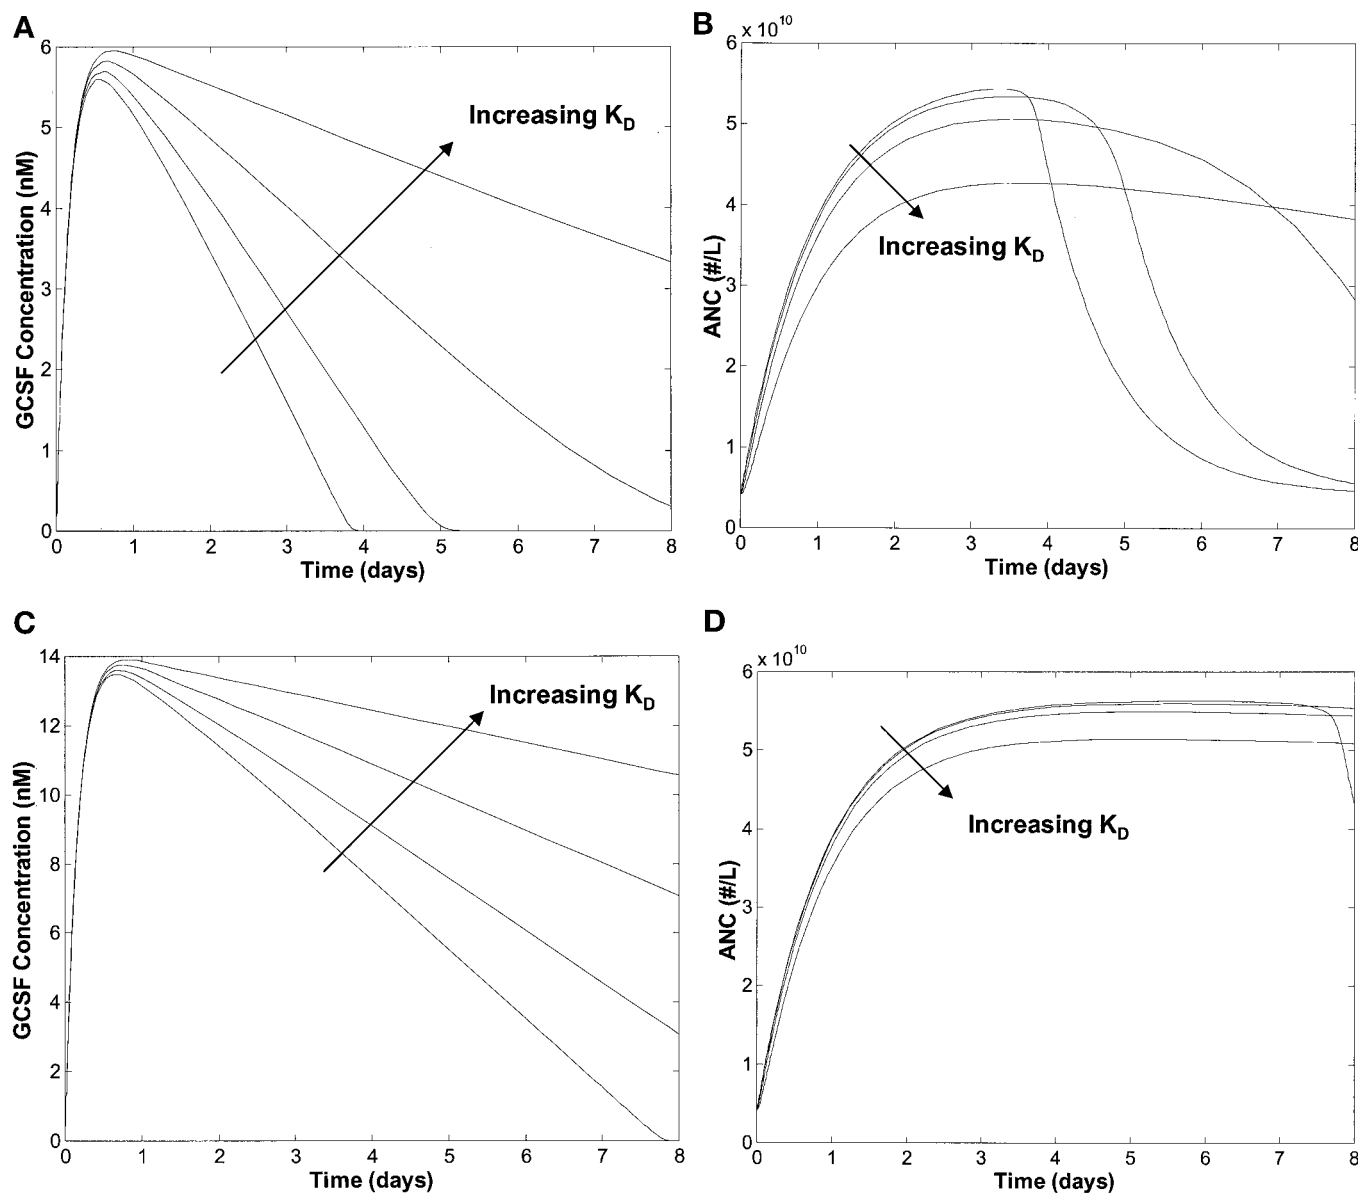 A
6
5
4
3
2
1
0
0 1 2 3 4 5 6 7 8
GCSF Concentration (nM)
Time (days)
Increasing K_D
B
x 10^10
6
5
4
3
2
1
0
0 1 2 3 4 5 6 7 8
ANC (#/L)
Time (days)
Increasing K_D
C
14
12
10
8
6
4
2
0
0 1 2 3 4 5 6 7 8
GCSF Concentration (nM)
Time (days)
Increasing K_D
D
x 10^10
6
5
4
3
2
1
0
0 1 2 3 4 5 6 7 8
ANC (#/L)
Time (days)
Increasing K_D